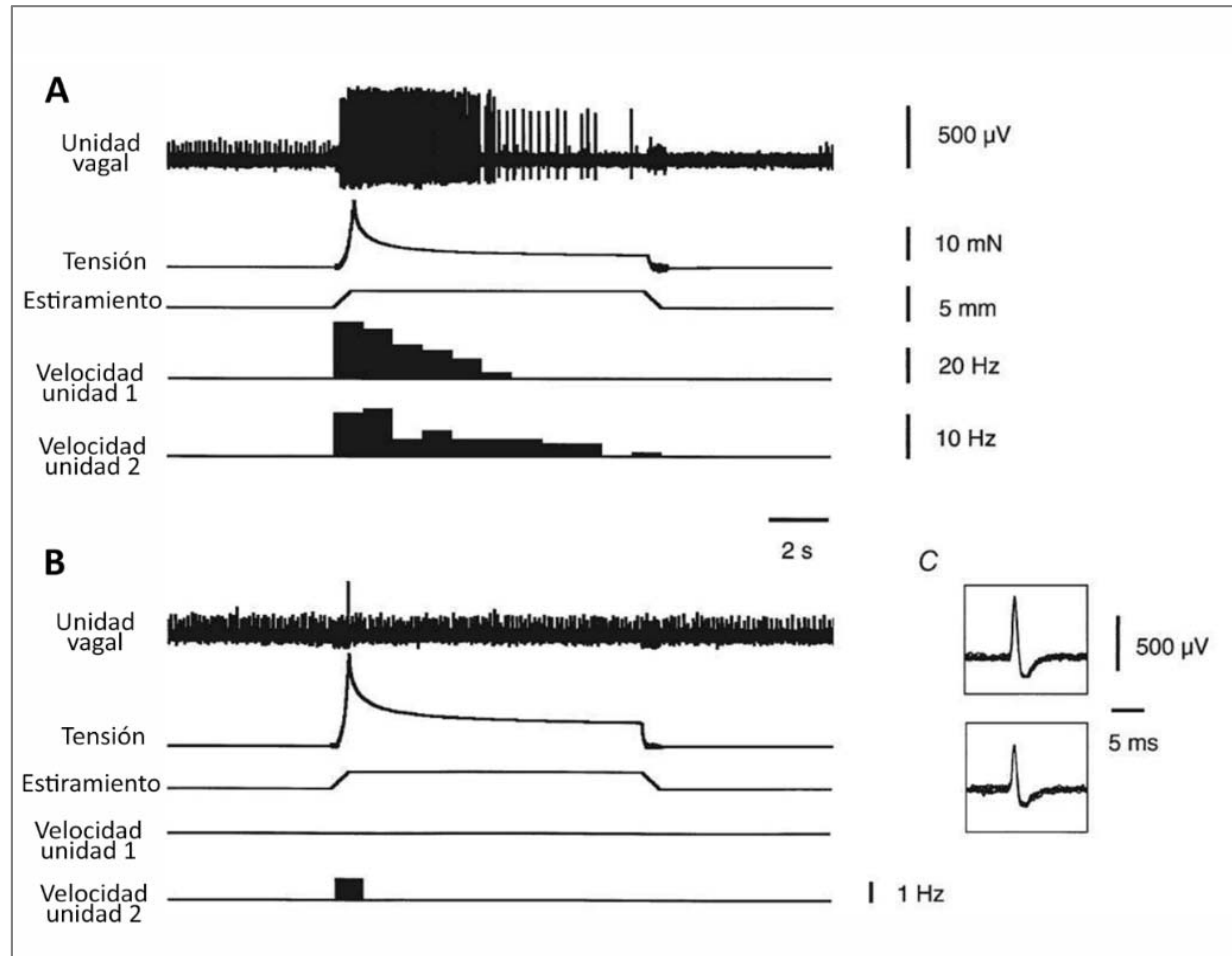 A
Unidad
vagal
500 µV
Tensión
10 mN
Estiramiento
5 mm
Velocidad
unidad 1
20 Hz
Velocidad
unidad 2
10 Hz
2 s
B
C
Unidad
vagal
500 µV
Tensión
5 ms
Estiramiento
Velocidad
unidad 1
Velocidad
unidad 2
1 Hz